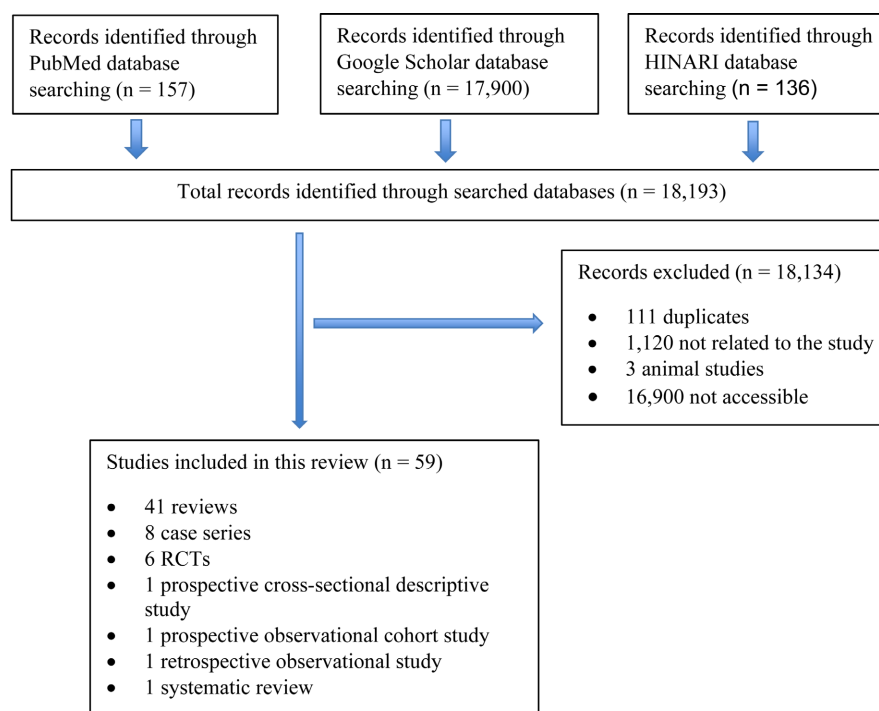 Records identified through
PubMed database
searching (n = 157)
Records identified through
Google Scholar database
searching (n = 17,900)
Records identified through
HINARI database
searching (n = 136)
Total records identified through searched databases (n = 18,193)
Records excluded (n = 18,134)
• 111 duplicates
• 1,120 not related to the study
• 3 animal studies
• 16,900 not accessible
Studies included in this review (n = 59)
• 41 reviews
• 8 case series
• 6 RCTs
• 1 prospective cross-sectional descriptive
study
• 1 prospective observational cohort study
• 1 retrospective observational study
• 1 systematic review